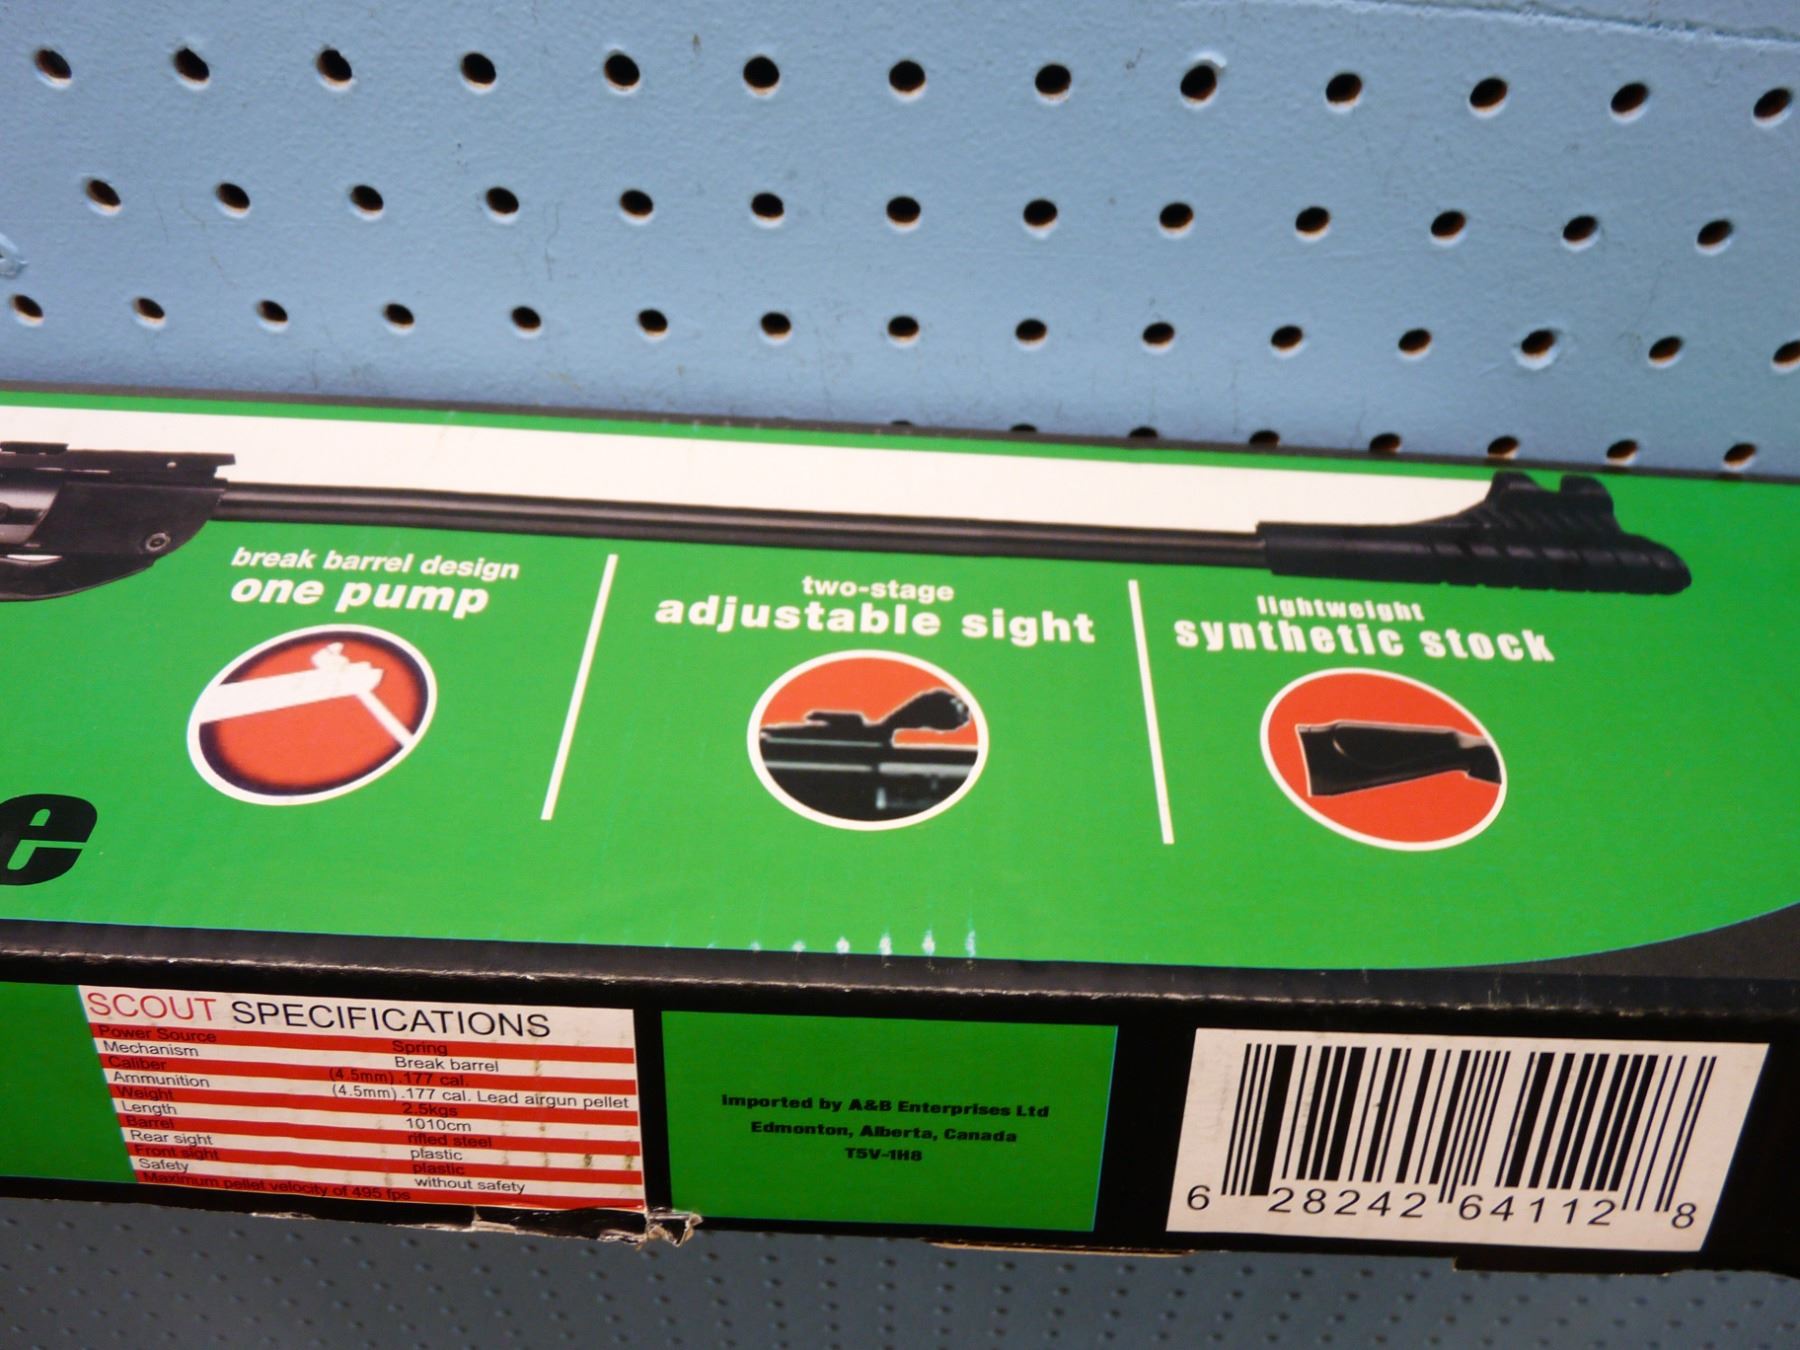 break barrel design
one pump
two-stage
adjustable sight
lightweight
synthetic stock
e
SCOUT SPECIFICATIONS
Power Source Spring
Mechanism Break barrel
Caliber (4.5mm) .177 cal.
Ammunition (4.5mm) .177 cal. Lead airgun pellet
Weight 2.5kgs
Length 1010cm
Barrel rifled steel
Rear sight plastic
Front sight plastic
Safety without safety
Maximum pellet velocity of 495 fps
Imported by A&B Enterprises Ltd
Edmonton, Alberta, Canada
T5V-1H8
6 28242 64112 8